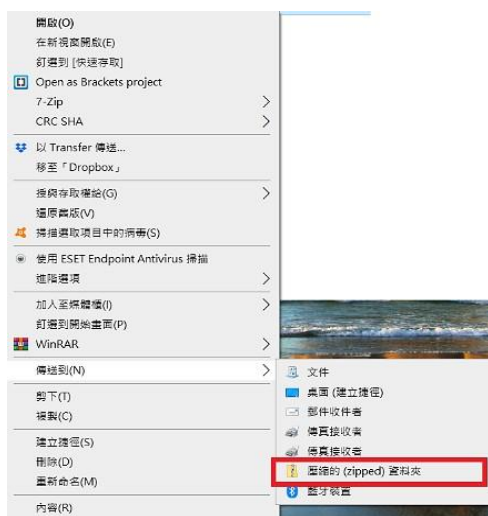 開啟(O)
在新視窗開啟(E)
釘選到 [快速存取]
Open as Brackets project
7-Zip
CRC SHA
以 Transfer 傳送...
移至「Dropbox」
授與存取權給(G)
還原舊版(V)
掃描選取項目中的病毒(S)
使用 ESET Endpoint Antivirus 掃描
進階選項
加入至媒體櫃(I)
釘選到開始畫面(P)
WinRAR
傳送到(N)
剪下(T)
複製(C)
建立捷徑(S)
刪除(D)
重新命名(M)
內容(R)
文件
桌面 (建立捷徑)
郵件收件者
傳真接收者
傳真接收者
壓縮的 (zipped) 資料夾
藍牙裝置